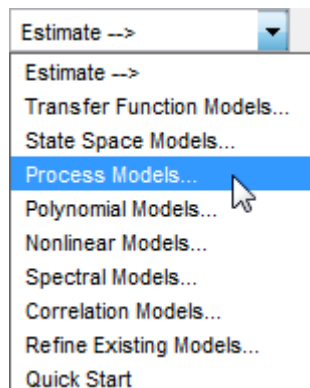 Estimate -->
Estimate -->
Transfer Function Models...
State Space Models...
Process Models...
Polynomial Models...
Nonlinear Models...
Spectral Models...
Correlation Models...
Refine Existing Models...
Quick Start